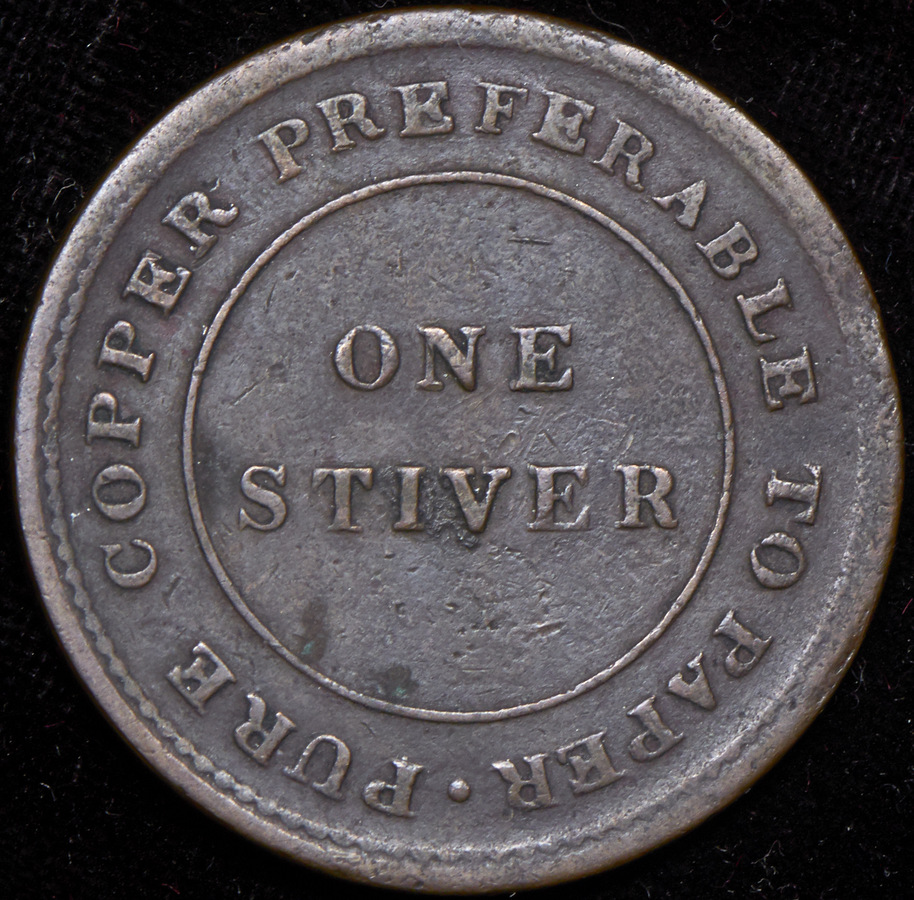 PURE COPPER PREFERABLE TO PAPER ·
ONE
STIVER